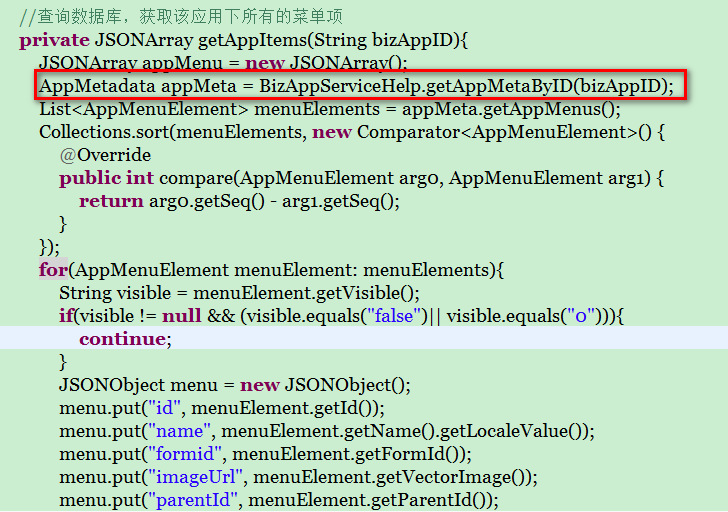 //查询数据库，获取该应用下所有的菜单项
private JSONArray getAppItems(String bizAppID){
JSONArray appMenu = new JSONArray();
AppMetadata appMeta = BizAppServiceHelp.getAppMetaByID(bizAppID);
List<AppMenuElement> menuElements = appMeta.getAppMenus();
Collections.sort(menuElements, new Comparator<AppMenuElement>() {
@Override
public int compare(AppMenuElement arg0, AppMenuElement arg1) {
return arg0.getSeq() - arg1.getSeq();
}
});
for(AppMenuElement menuElement: menuElements){
String visible = menuElement.getVisible();
if(visible != null && (visible.equals("false")|| visible.equals("0"))){
continue;
}
JSONObject menu = new JSONObject();
menu.put("id", menuElement.getId());
menu.put("name", menuElement.getName().getLocaleValue());
menu.put("formid", menuElement.getFormId());
menu.put("imageUrl", menuElement.getVectorImage());
menu.put("parentId", menuElement.getParentId());